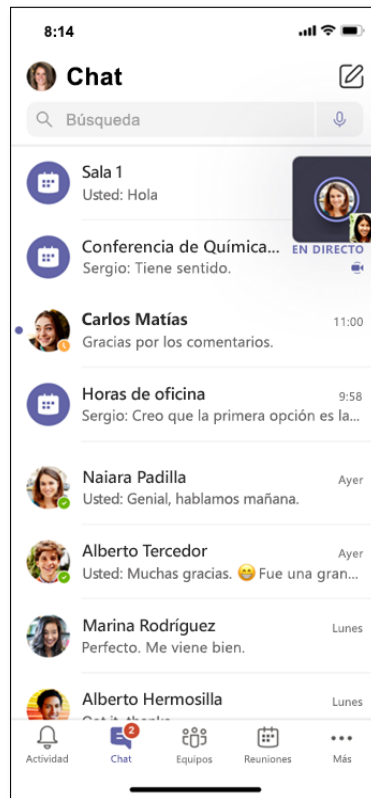 8:14
Chat
Búsqueda
Sala 1
Usted: Hola
Conferencia de Química...
EN DIRECTO
Sergio: Tiene sentido.
Carlos Matías
11:00
Gracias por los comentarios.
Horas de oficina
9:58
Sergio: Creo que la primera opción es la...
Naiara Padilla
Ayer
Usted: Genial, hablamos mañana.
Alberto Tercedor
Ayer
Usted: Muchas gracias. 😁 Fue una gran...
Marina Rodríguez
Lunes
Perfecto. Me viene bien.
Alberto Hermosilla
Lunes
Got it, thanks
2
Actividad
Chat
Equipos
Reuniones
Más